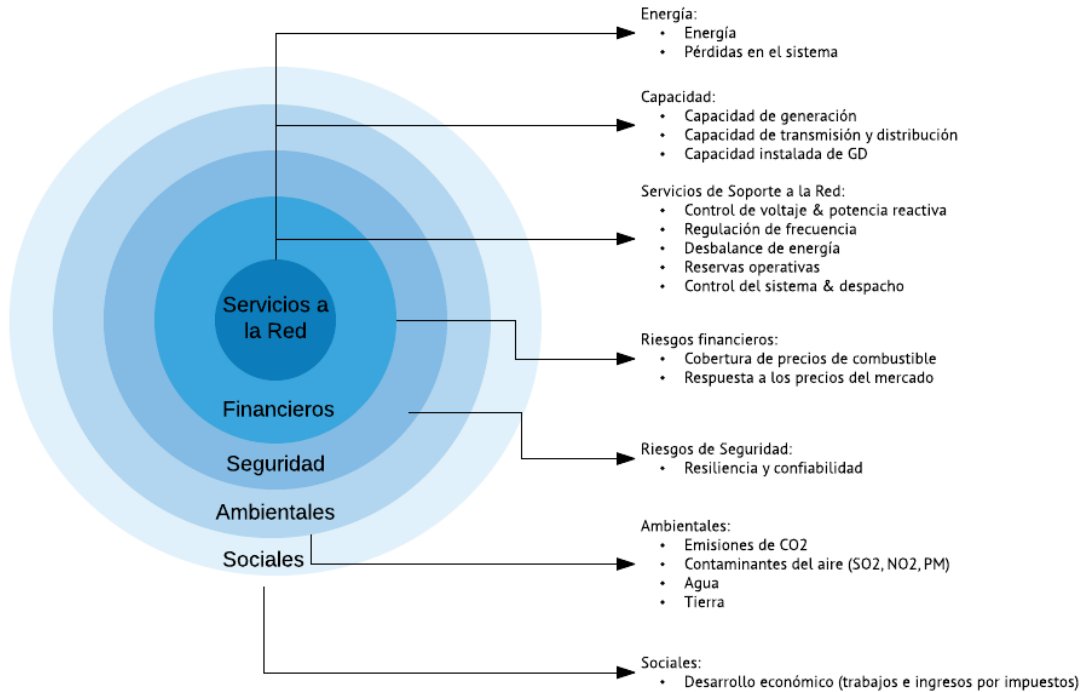 Servicios a
la Red
Financieros
Seguridad
Ambientales
Sociales
Energía:
• Energía
• Pérdidas en el sistema
Capacidad:
• Capacidad de generación
• Capacidad de transmisión y distribución
• Capacidad instalada de GD
Servicios de Soporte a la Red:
• Control de voltaje & potencia reactiva
• Regulación de frecuencia
• Desbalance de energía
• Reservas operativas
• Control del sistema & despacho
Riesgos financieros:
• Cobertura de precios de combustible
• Respuesta a los precios del mercado
Riesgos de Seguridad:
• Resiliencia y confiabilidad
Ambientales:
• Emisiones de CO2
• Contaminantes del aire (SO2, NO2, PM)
• Agua
• Tierra
Sociales:
• Desarrollo económico (trabajos e ingresos por impuestos)